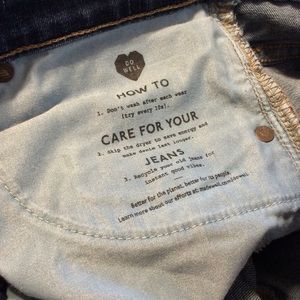 DO
WELL
HOW TO
1. Don't wash after each wear
(try every 10).
CARE FOR YOUR
2. Skip the dryer to save energy and
make denim last longer.
JEANS
3. Recycle your old jeans for
instant good vibes.
Better for the planet, better for its people.
Learn more about our efforts at: madewell.com/dowell